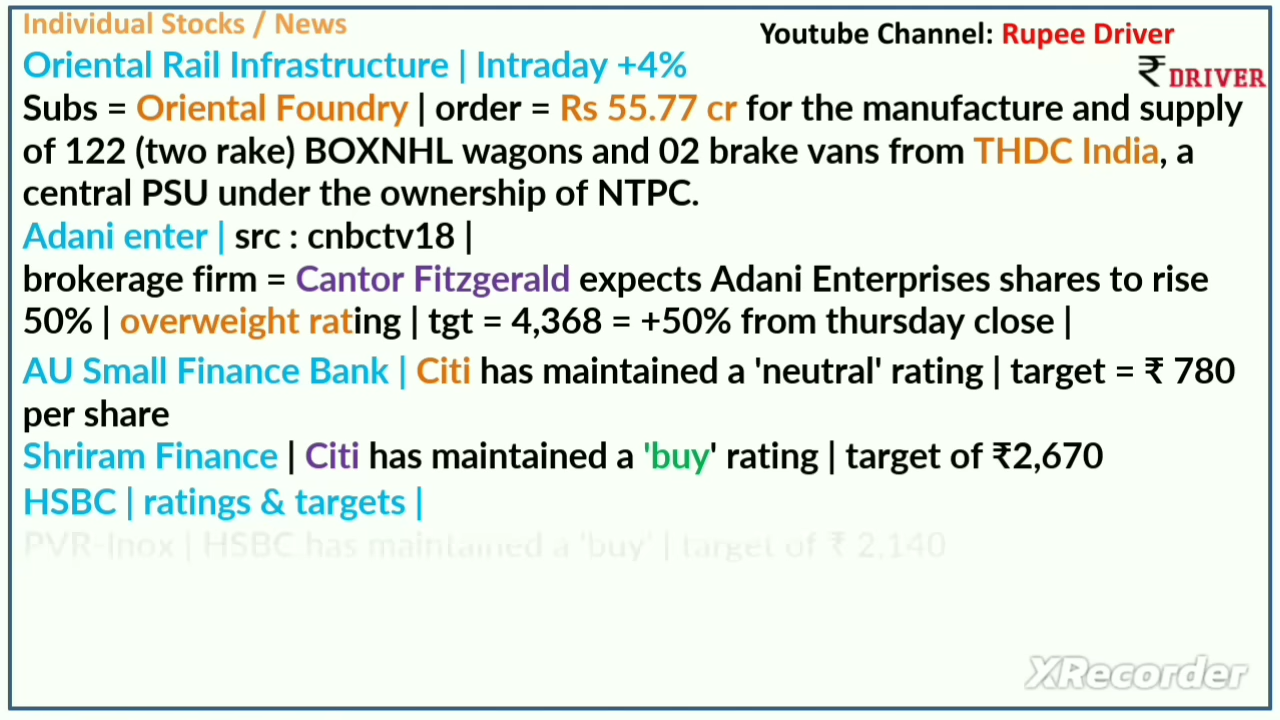 Individual Stocks / News
Youtube Channel: Rupee Driver
₹ DRIVER
Oriental Rail Infrastructure | Intraday +4%
Subs = Oriental Foundry | order = Rs 55.77 cr for the manufacture and supply
of 122 (two rake) BOXNHL wagons and 02 brake vans from THDC India, a
central PSU under the ownership of NTPC.
Adani enter | src : cnbctv18 |
brokerage firm = Cantor Fitzgerald expects Adani Enterprises shares to rise
50% | overweight rating | tgt = 4,368 = +50% from thursday close |
AU Small Finance Bank | Citi has maintained a 'neutral' rating | target = ₹ 780
per share
Shriram Finance | Citi has maintained a 'buy' rating | target of ₹2,670
HSBC | ratings & targets |
PVR-Inox | HSBC has maintained a 'buy' | target of ₹ 2,140
XRecorder